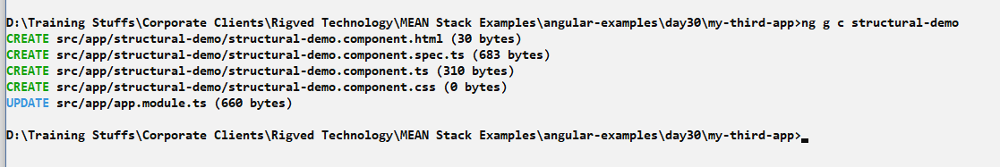 D:\Training Stuffs\Corporate Clients\Rigved Technology\MEAN Stack Examples\angular-examples\day30\my-third-app>ng g c structural-demo
CREATE src/app/structural-demo/structural-demo.component.html (30 bytes)
CREATE src/app/structural-demo/structural-demo.component.spec.ts (683 bytes)
CREATE src/app/structural-demo/structural-demo.component.ts (310 bytes)
CREATE src/app/structural-demo/structural-demo.component.css (0 bytes)
UPDATE src/app/app.module.ts (660 bytes)
D:\Training Stuffs\Corporate Clients\Rigved Technology\MEAN Stack Examples\angular-examples\day30\my-third-app>